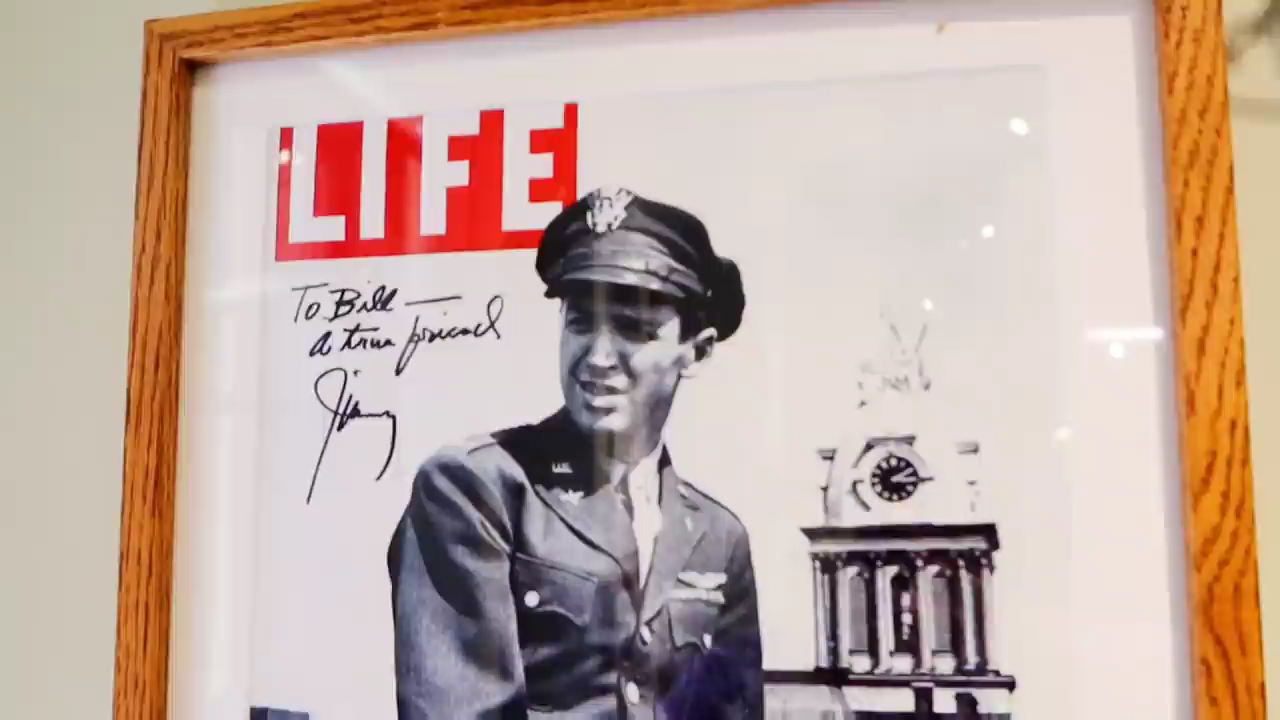 LIFE
To Bill —
a true friend
Jimmy
U.S.